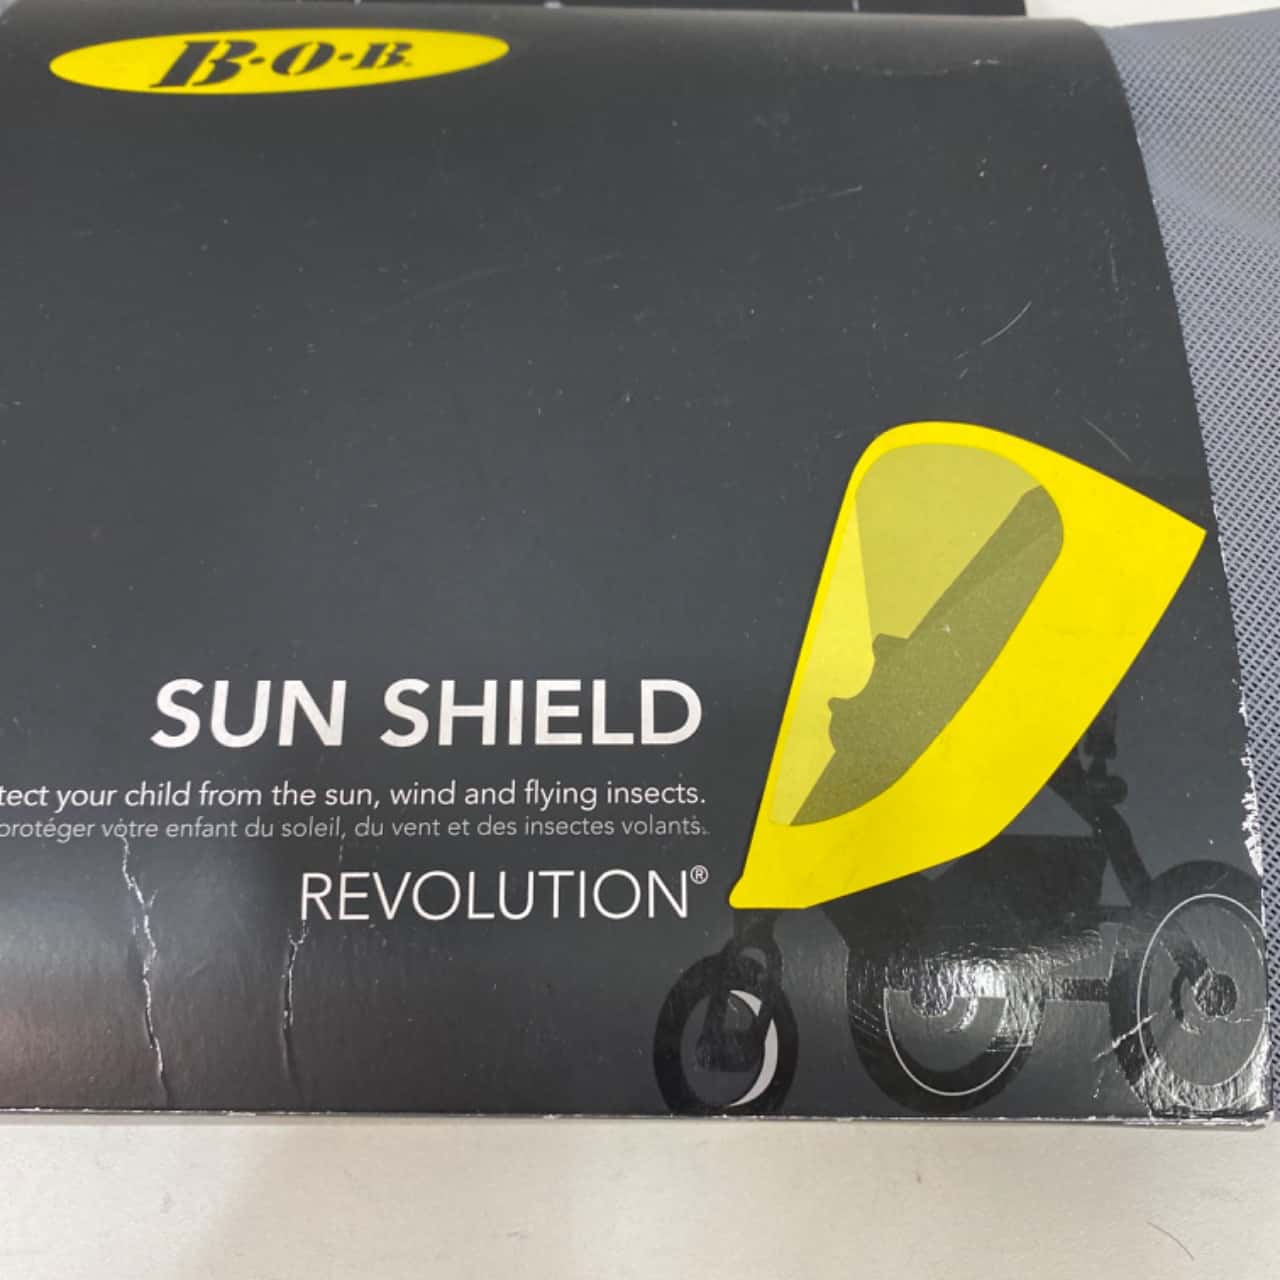 B·O·B
SUN SHIELD
tect your child from the sun, wind and flying insects.
protéger votre enfant du soleil, du vent et des insectes volants.
REVOLUTION®